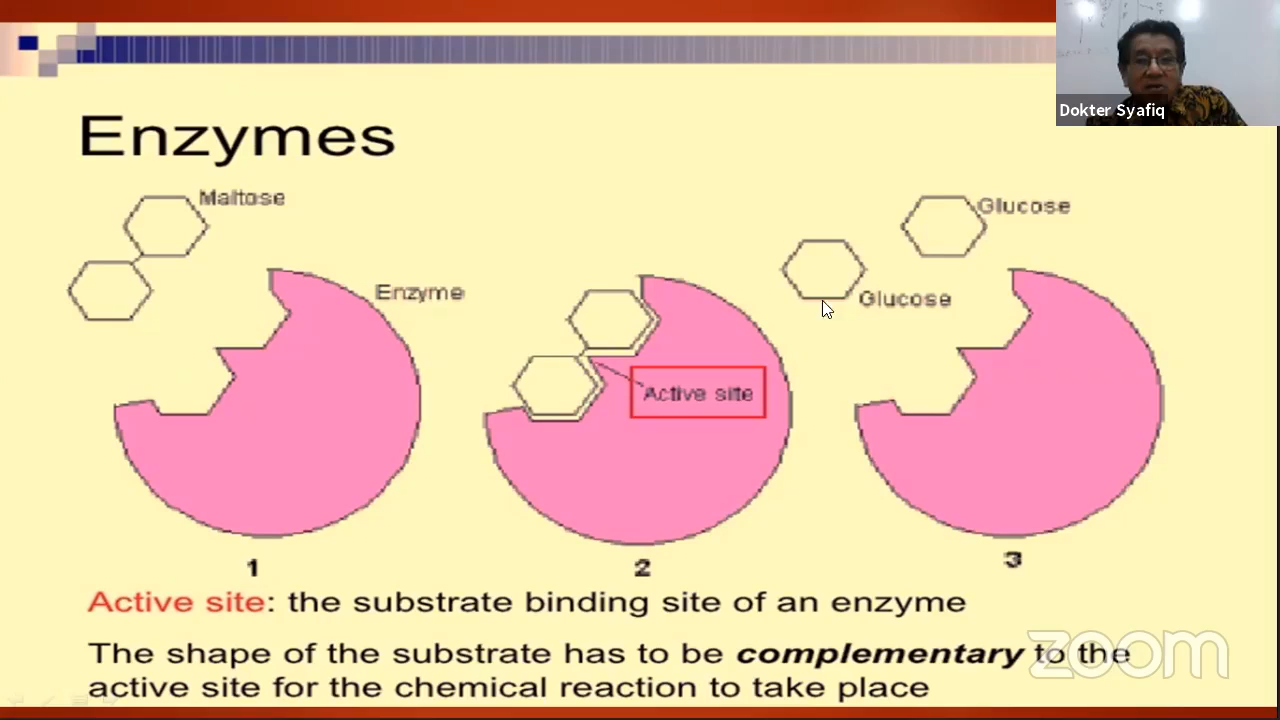 Dokter Syafiq
Enzymes
Maltose
Enzyme
Active site
Glucose
Glucose
1
2
3
Active site: the substrate binding site of an enzyme
The shape of the substrate has to be complementary to the
active site for the chemical reaction to take place
zoom